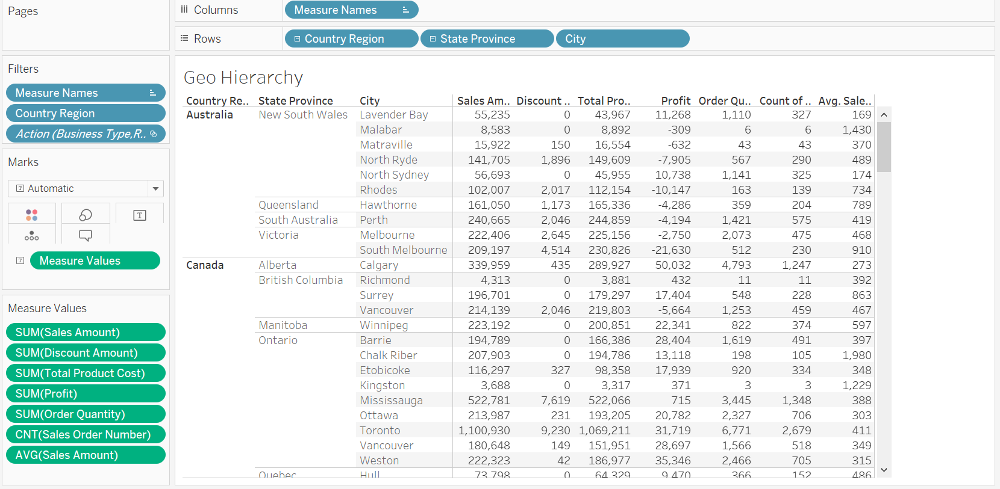 Pages
Columns Measure Names
Rows Country Region State Province City
Filters
Measure Names
Country Region
Action (Business Type,R..
Marks
Automatic
Measure Values
Measure Values
SUM(Sales Amount)
SUM(Discount Amount)
SUM(Total Product Cost)
SUM(Profit)
SUM(Order Quantity)
CNT(Sales Order Number)
AVG(Sales Amount)
Geo Hierarchy
Country Re.. State Province City Sales Am.. Discount .. Total Pro.. Profit Order Qu.. Count of .. Avg. Sale..
Australia New South Wales Lavender Bay 55,235 0 43,967 11,268 1,110 327 169
Malabar 8,583 0 8,892 -309 6 6 1,430
Matraville 15,922 150 16,554 -632 43 43 370
North Ryde 141,705 1,896 149,609 -7,905 567 290 489
North Sydney 56,693 0 45,955 10,738 1,141 325 174
Rhodes 102,007 2,017 112,154 -10,147 163 139 734
Queensland Hawthorne 161,050 1,173 165,336 -4,286 359 204 789
South Australia Perth 240,665 2,046 244,859 -4,194 1,421 575 419
Victoria Melbourne 222,406 2,645 225,156 -2,750 2,073 475 468
South Melbourne 209,197 4,514 230,826 -21,630 512 230 910
Canada Alberta Calgary 339,959 435 289,927 50,032 4,793 1,247 273
British Columbia Richmond 4,313 0 3,881 432 11 11 392
Surrey 196,701 0 179,297 17,404 548 228 863
Vancouver 214,139 2,046 219,803 -5,664 1,253 459 467
Manitoba Winnipeg 223,192 0 200,851 22,341 822 374 597
Ontario Barrie 194,789 0 166,386 28,404 1,619 491 397
Chalk Riber 207,903 0 194,786 13,118 198 105 1,980
Etobicoke 116,297 327 98,358 17,939 920 334 348
Kingston 3,688 0 3,317 371 3 3 1,229
Mississauga 522,781 7,619 522,066 715 3,445 1,348 388
Ottawa 213,987 231 193,205 20,782 2,327 706 303
Toronto 1,100,930 9,230 1,069,211 31,719 6,771 2,679 411
Vancouver 180,648 149 151,951 28,697 1,566 518 349
Weston 222,323 42 186,977 35,346 2,466 705 315
Quebec Hull 73,798 0 64,329 9,470 366 152 486